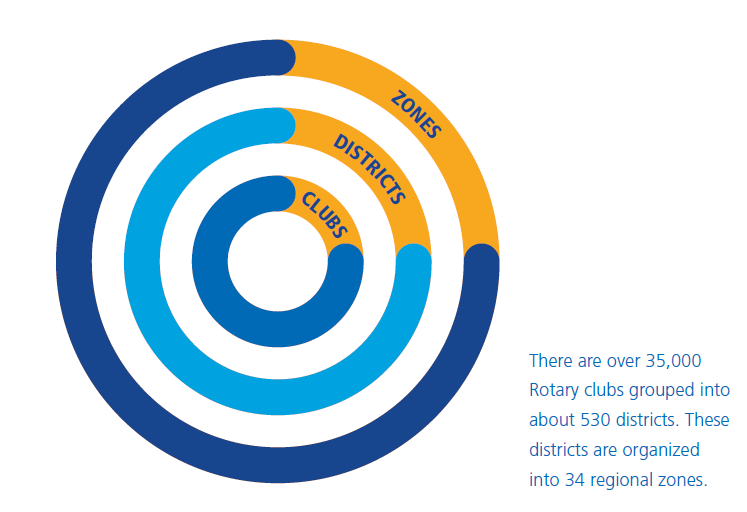 ZONES
DISTRICTS
CLUBS
There are over 35,000
Rotary clubs grouped into
about 530 districts. These
districts are organized
into 34 regional zones.